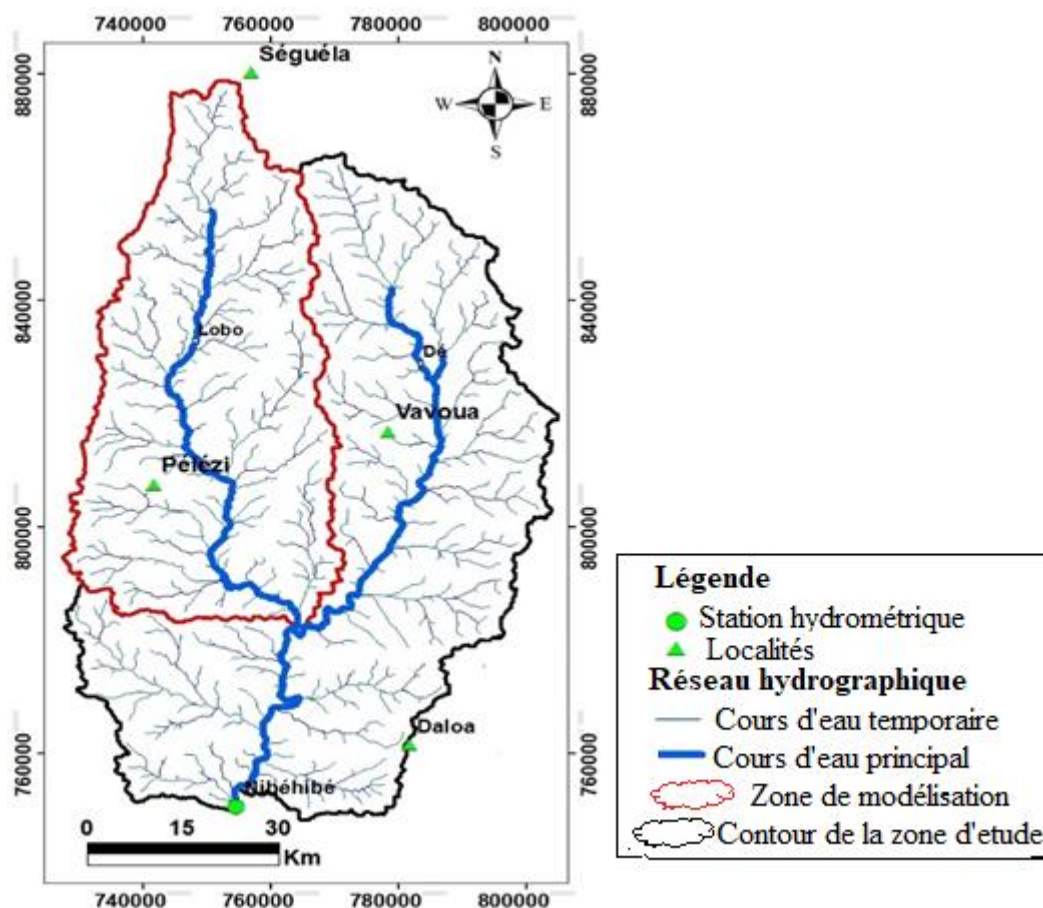 740000 760000 780000 800000
Séguéla
N
W E
S
880000 880000
Lobo
840000 840000
Dé
Vavoua
Pélézi
800000 800000
Daloa
760000 760000
Nibéhibé
0 15 30
Km
740000 760000 780000 800000
Légende
Station hydrométrique
Localités
Réseau hydrographique
Cours d'eau temporaire
Cours d'eau principal
Zone de modélisation
Contour de la zone d'etude